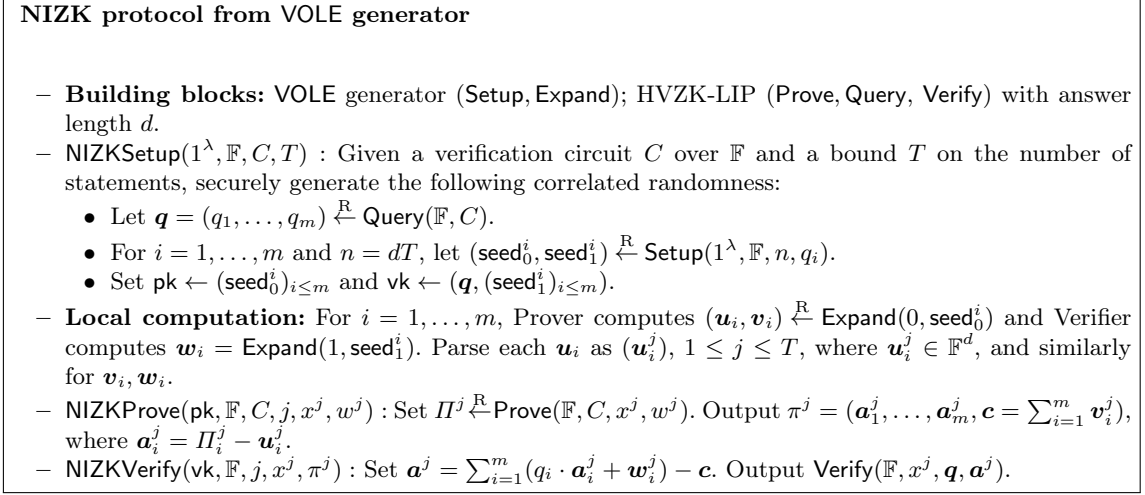 NIZK protocol from VOLE generator
– Building blocks: VOLE generator (Setup, Expand); HVZK-LIP (Prove, Query, Verify) with answer
length d.
– NIZKSetup(1^λ, 𝔽, C, T) : Given a verification circuit C over 𝔽 and a bound T on the number of
statements, securely generate the following correlated randomness:
• Let q = (q_1, . . . , q_m) ←^R Query(𝔽, C).
• For i = 1, . . . , m and n = dT, let (seed_0^i, seed_1^i) ←^R Setup(1^λ, 𝔽, n, q_i).
• Set pk ← (seed_0^i)_{i≤m} and vk ← (q, (seed_1^i)_{i≤m}).
– Local computation: For i = 1, . . . , m, Prover computes (u_i, v_i) ←^R Expand(0, seed_0^i) and Verifier
computes w_i = Expand(1, seed_1^i). Parse each u_i as (u_i^j), 1 ≤ j ≤ T, where u_i^j ∈ 𝔽^d, and similarly
for v_i, w_i.
– NIZKProve(pk, 𝔽, C, j, x^j, w^j) : Set Π^j ←^R Prove(𝔽, C, x^j, w^j). Output π^j = (a_1^j, . . . , a_m^j, c = ∑_{i=1}^m v_i^j),
where a_i^j = Π_i^j − u_i^j.
– NIZKVerify(vk, 𝔽, j, x^j, π^j) : Set a^j = ∑_{i=1}^m (q_i · a_i^j + w_i^j) − c. Output Verify(𝔽, x^j, q, a^j).